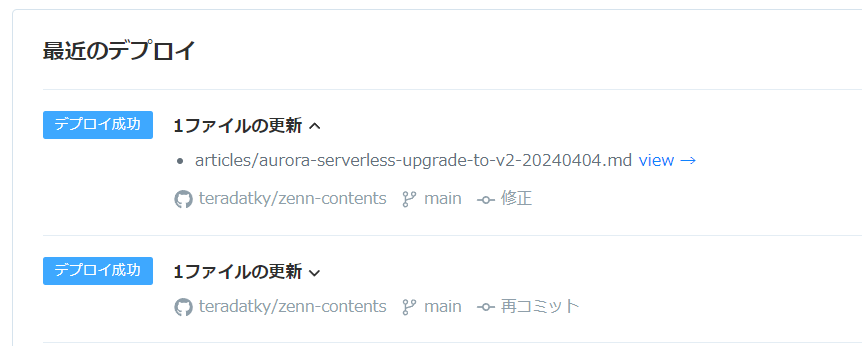 最近のデプロイ
デプロイ成功 1ファイルの更新
articles/aurora-serverless-upgrade-to-v2-20240404.md view →
teradatky/zenn-contents main 修正
デプロイ成功 1ファイルの更新
teradatky/zenn-contents main 再コミット